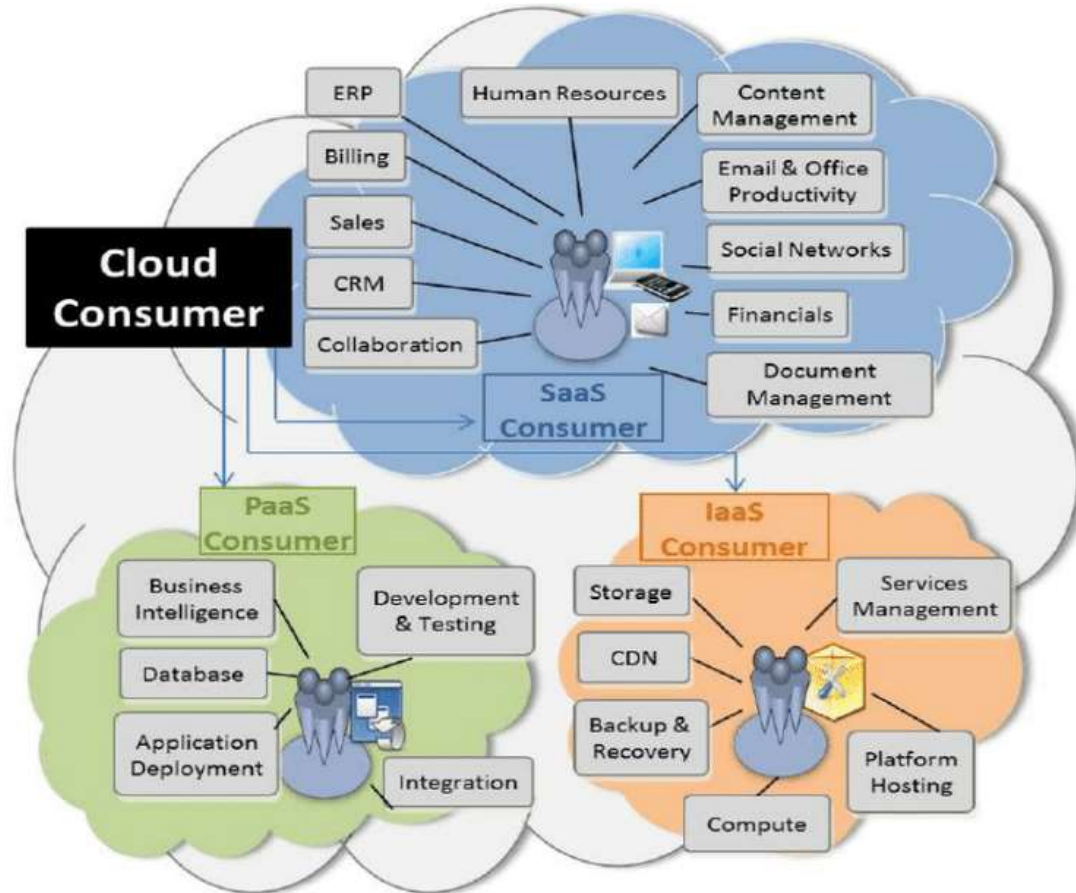 ERP
Human Resources
Content
Management
Billing
Email & Office
Productivity
Sales
Cloud
Consumer
Social Networks
CRM
Financials
Collaboration
Document
Management
SaaS
Consumer
PaaS
Consumer
IaaS
Consumer
Business
Intelligence
Development
& Testing
Database
Application
Deployment
Integration
Storage
Services
Management
CDN
Backup &
Recovery
Platform
Hosting
Compute